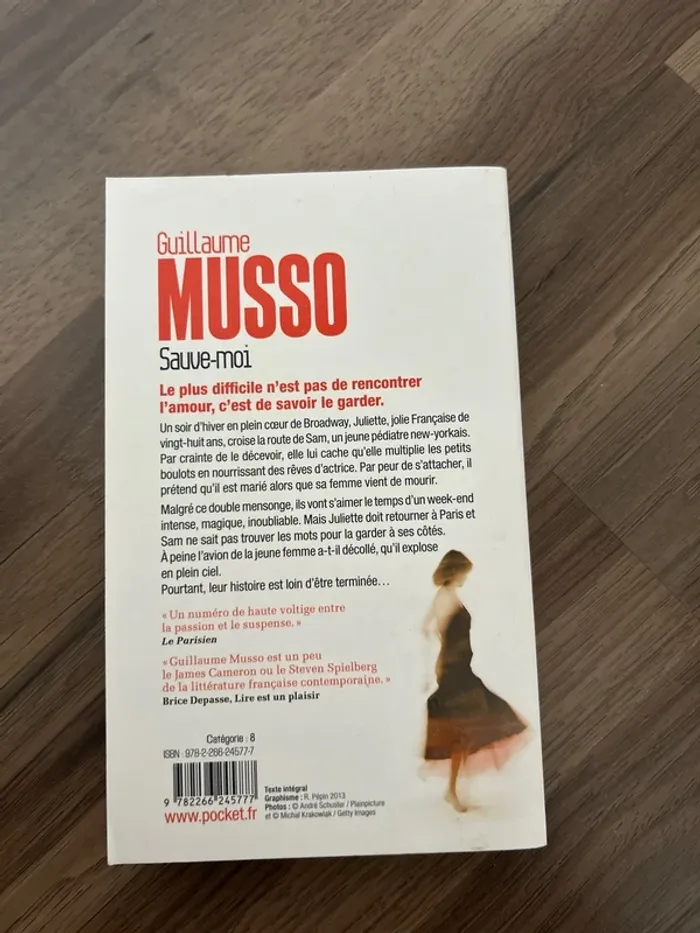 Guillaume
MUSSO
Sauve-moi
Le plus difficile n'est pas de rencontrer
l'amour, c'est de savoir le garder.
Un soir d'hiver en plein cœur de Broadway, Juliette, jolie Française de
vingt-huit ans, croise la route de Sam, un jeune pédiatre new-yorkais.
Par crainte de le décevoir, elle lui cache qu'elle multiplie les petits
boulots en nourrissant des rêves d'actrice. Par peur de s'attacher, il
prétend qu'il est marié alors que sa femme vient de mourir.
Malgré ce double mensonge, ils vont s'aimer le temps d'un week-end
intense, magique, inoubliable. Mais Juliette doit retourner à Paris et
Sam ne sait pas trouver les mots pour la garder à ses côtés.
À peine l'avion de la jeune femme a-t-il décollé, qu'il explose
en plein ciel.
Pourtant, leur histoire est loin d'être terminée…
« Un numéro de haute voltige entre
la passion et le suspense. »
Le Parisien
« Guillaume Musso est un peu
le James Cameron ou le Steven Spielberg
de la littérature française contemporaine. »
Brice Depasse, Lire est un plaisir
Catégorie : 8
ISBN : 978-2-266-24577-7
9 782266 245777
www.pocket.fr
Texte intégral
Graphisme : R. Pépin 2013
Photos : © André Schuster / Plainpicture
et © Michal Krakowiak / Getty Images